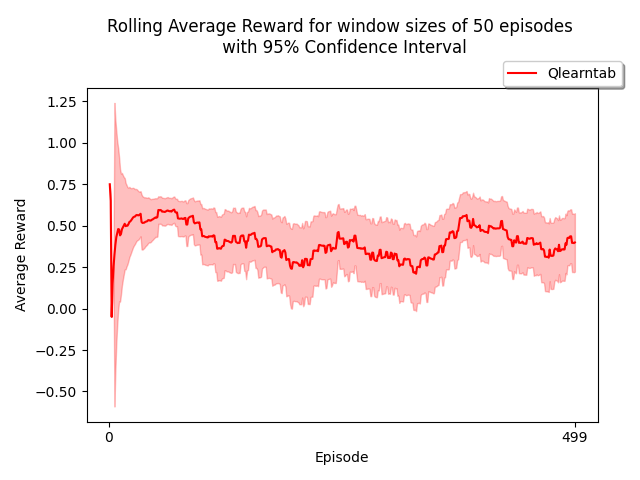 Rolling Average Reward for window sizes of 50 episodes
with 95% Confidence Interval
Qlearntab
1.25
1.00
0.75
0.50
0.25
0.00
−0.25
−0.50
Average Reward
0
499
Episode